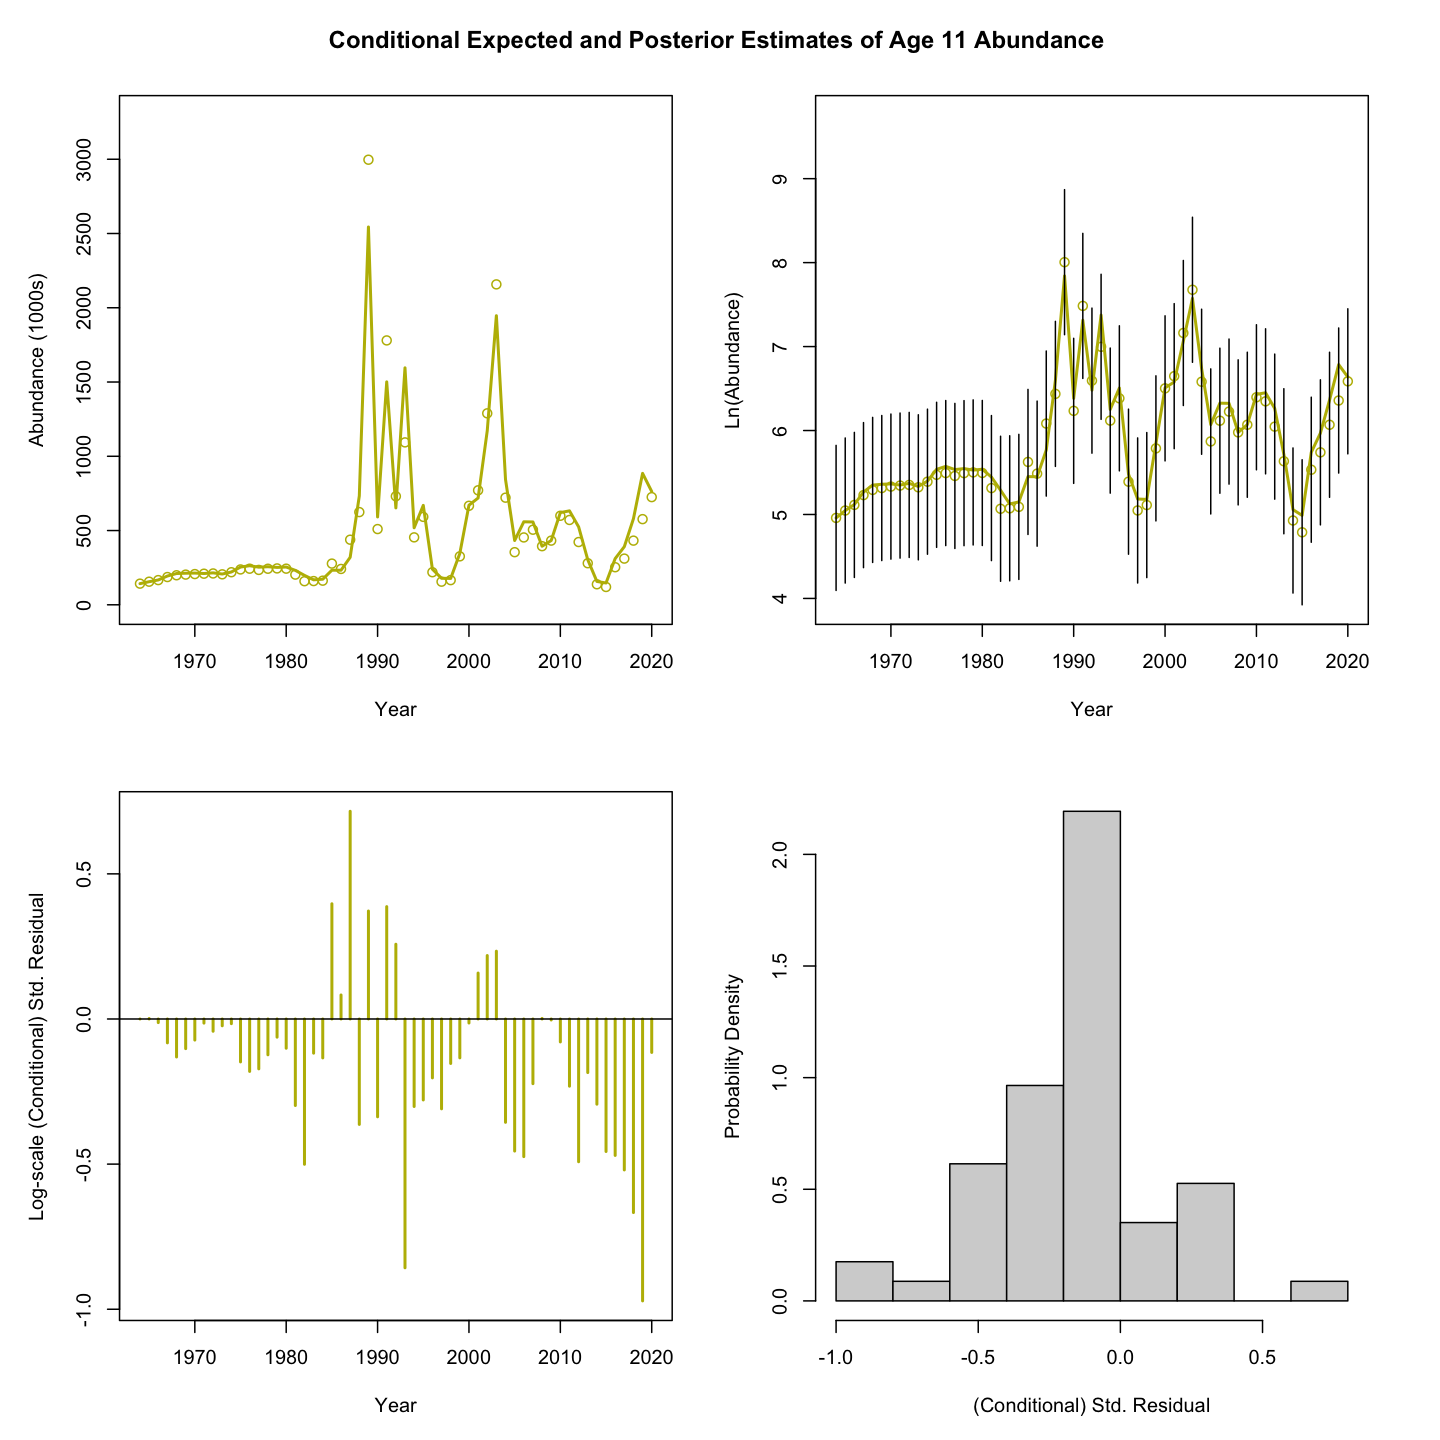 Conditional Expected and Posterior Estimates of Age 11 Abundance
Abundance (1000s)
3000
2500
2000
1500
1000
500
0
1970 1980 1990 2000 2010 2020
Year
Ln(Abundance)
9
8
7
6
5
4
1970 1980 1990 2000 2010 2020
Year
Log-scale (Conditional) Std. Residual
0.5
0.0
-0.5
-1.0
1970 1980 1990 2000 2010 2020
Year
Probability Density
2.0
1.5
1.0
0.5
0.0
-1.0 -0.5 0.0 0.5
(Conditional) Std. Residual